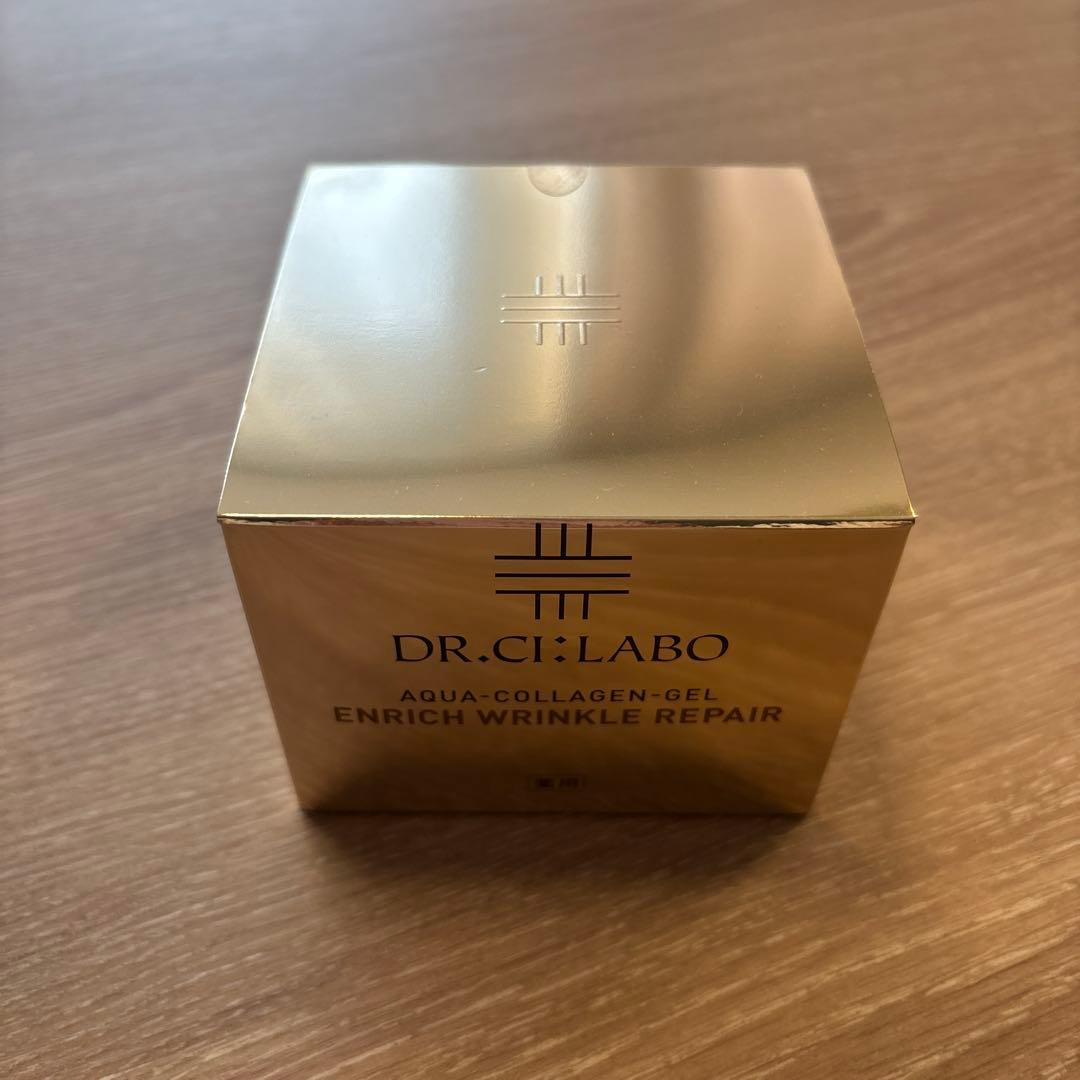 DR.CI:LABO
AQUA-COLLAGEN-GEL
ENRICH WRINKLE REPAIR
薬用